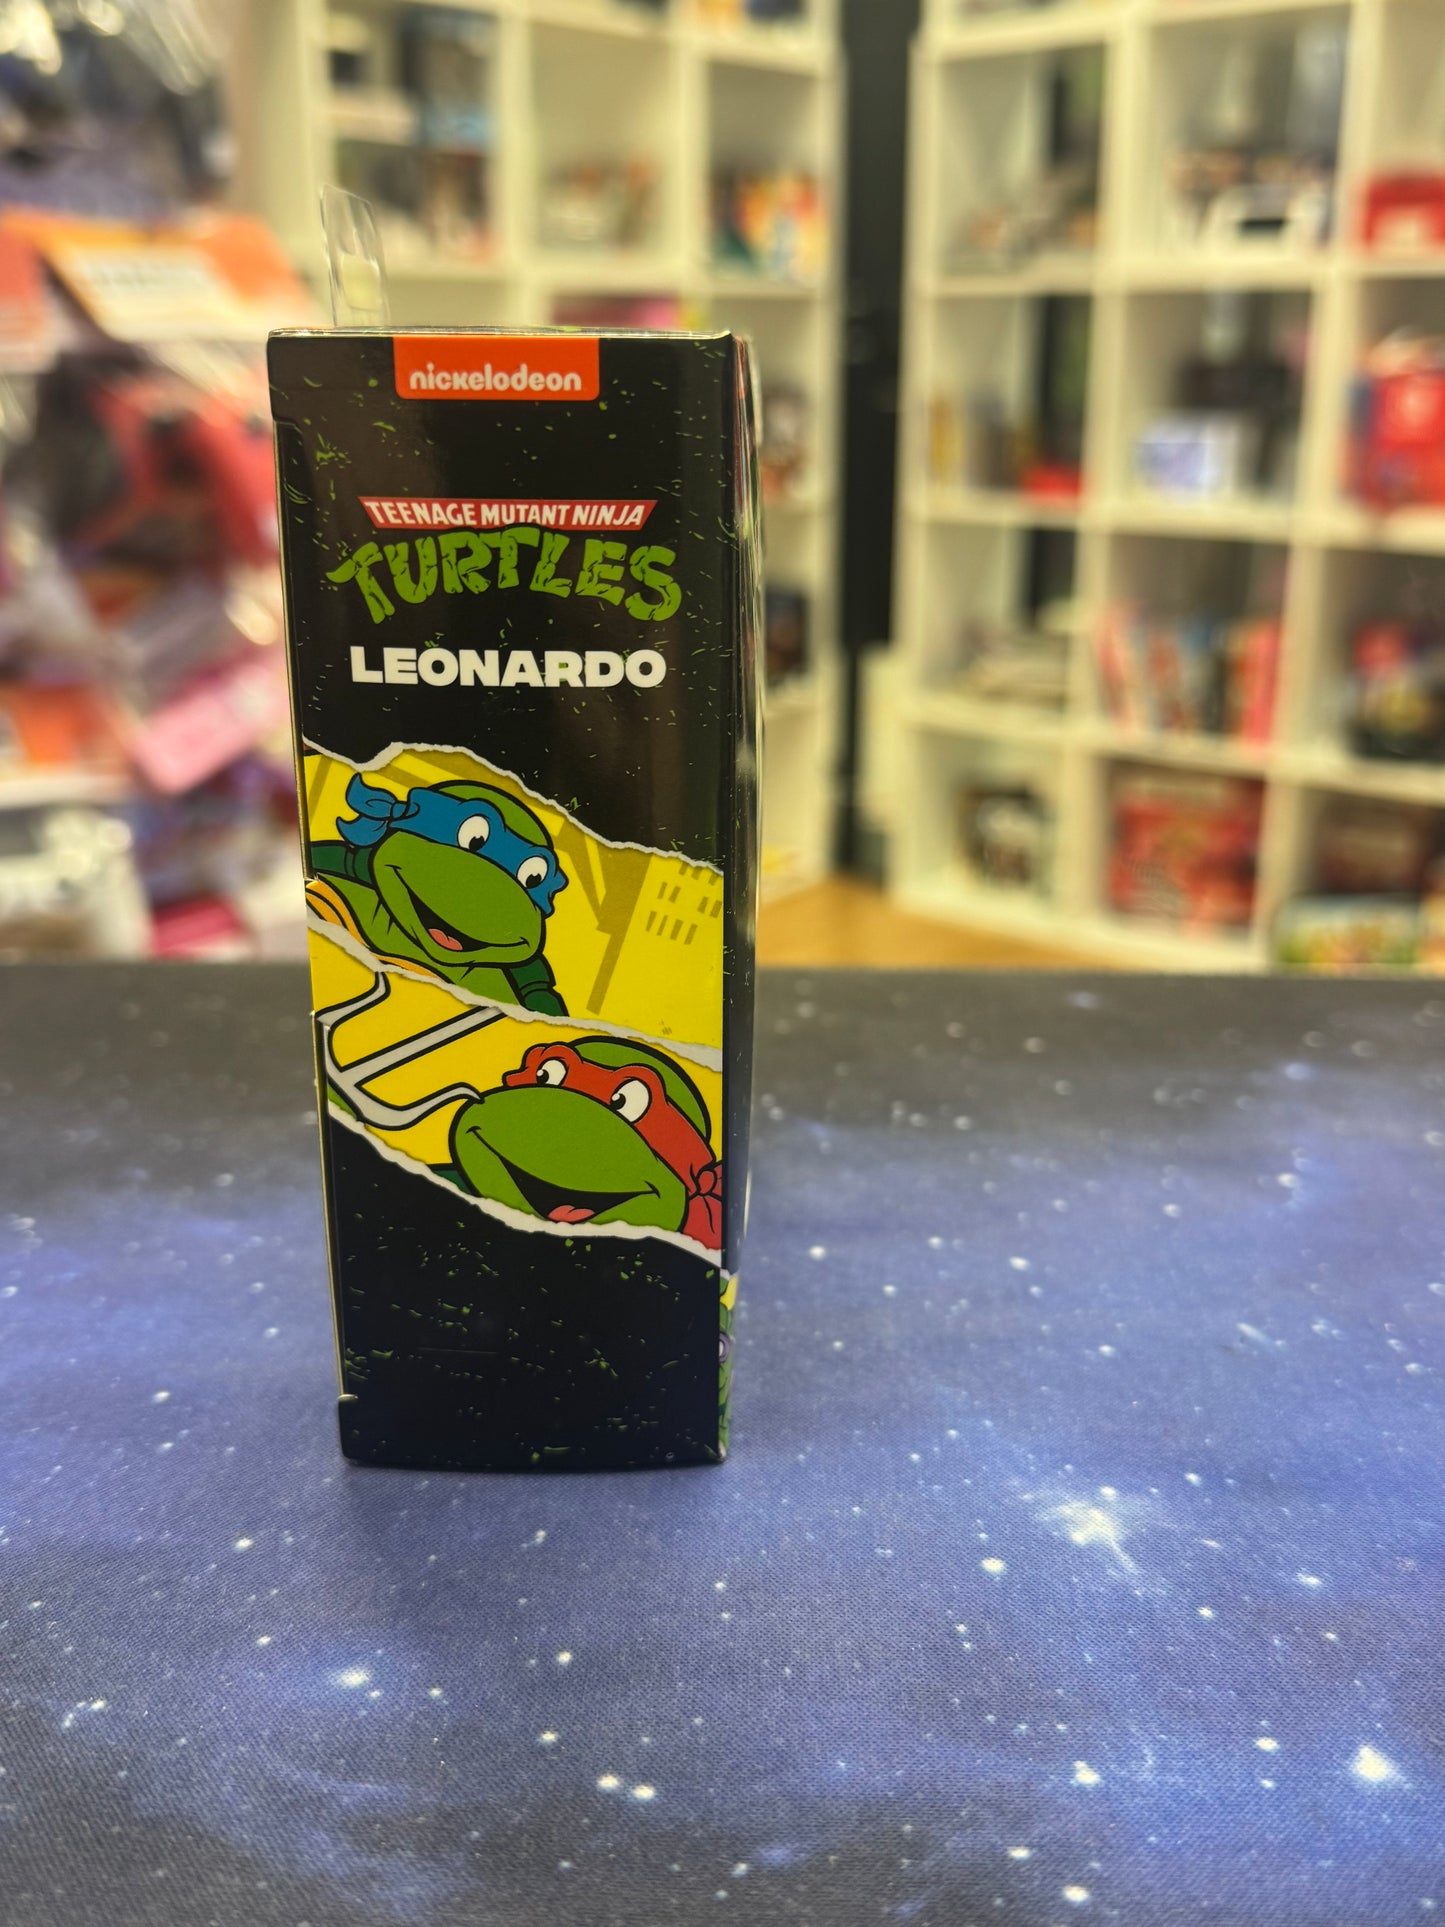 nickelodeon
TEENAGE MUTANT NINJA
TURTLES
LEONARDO